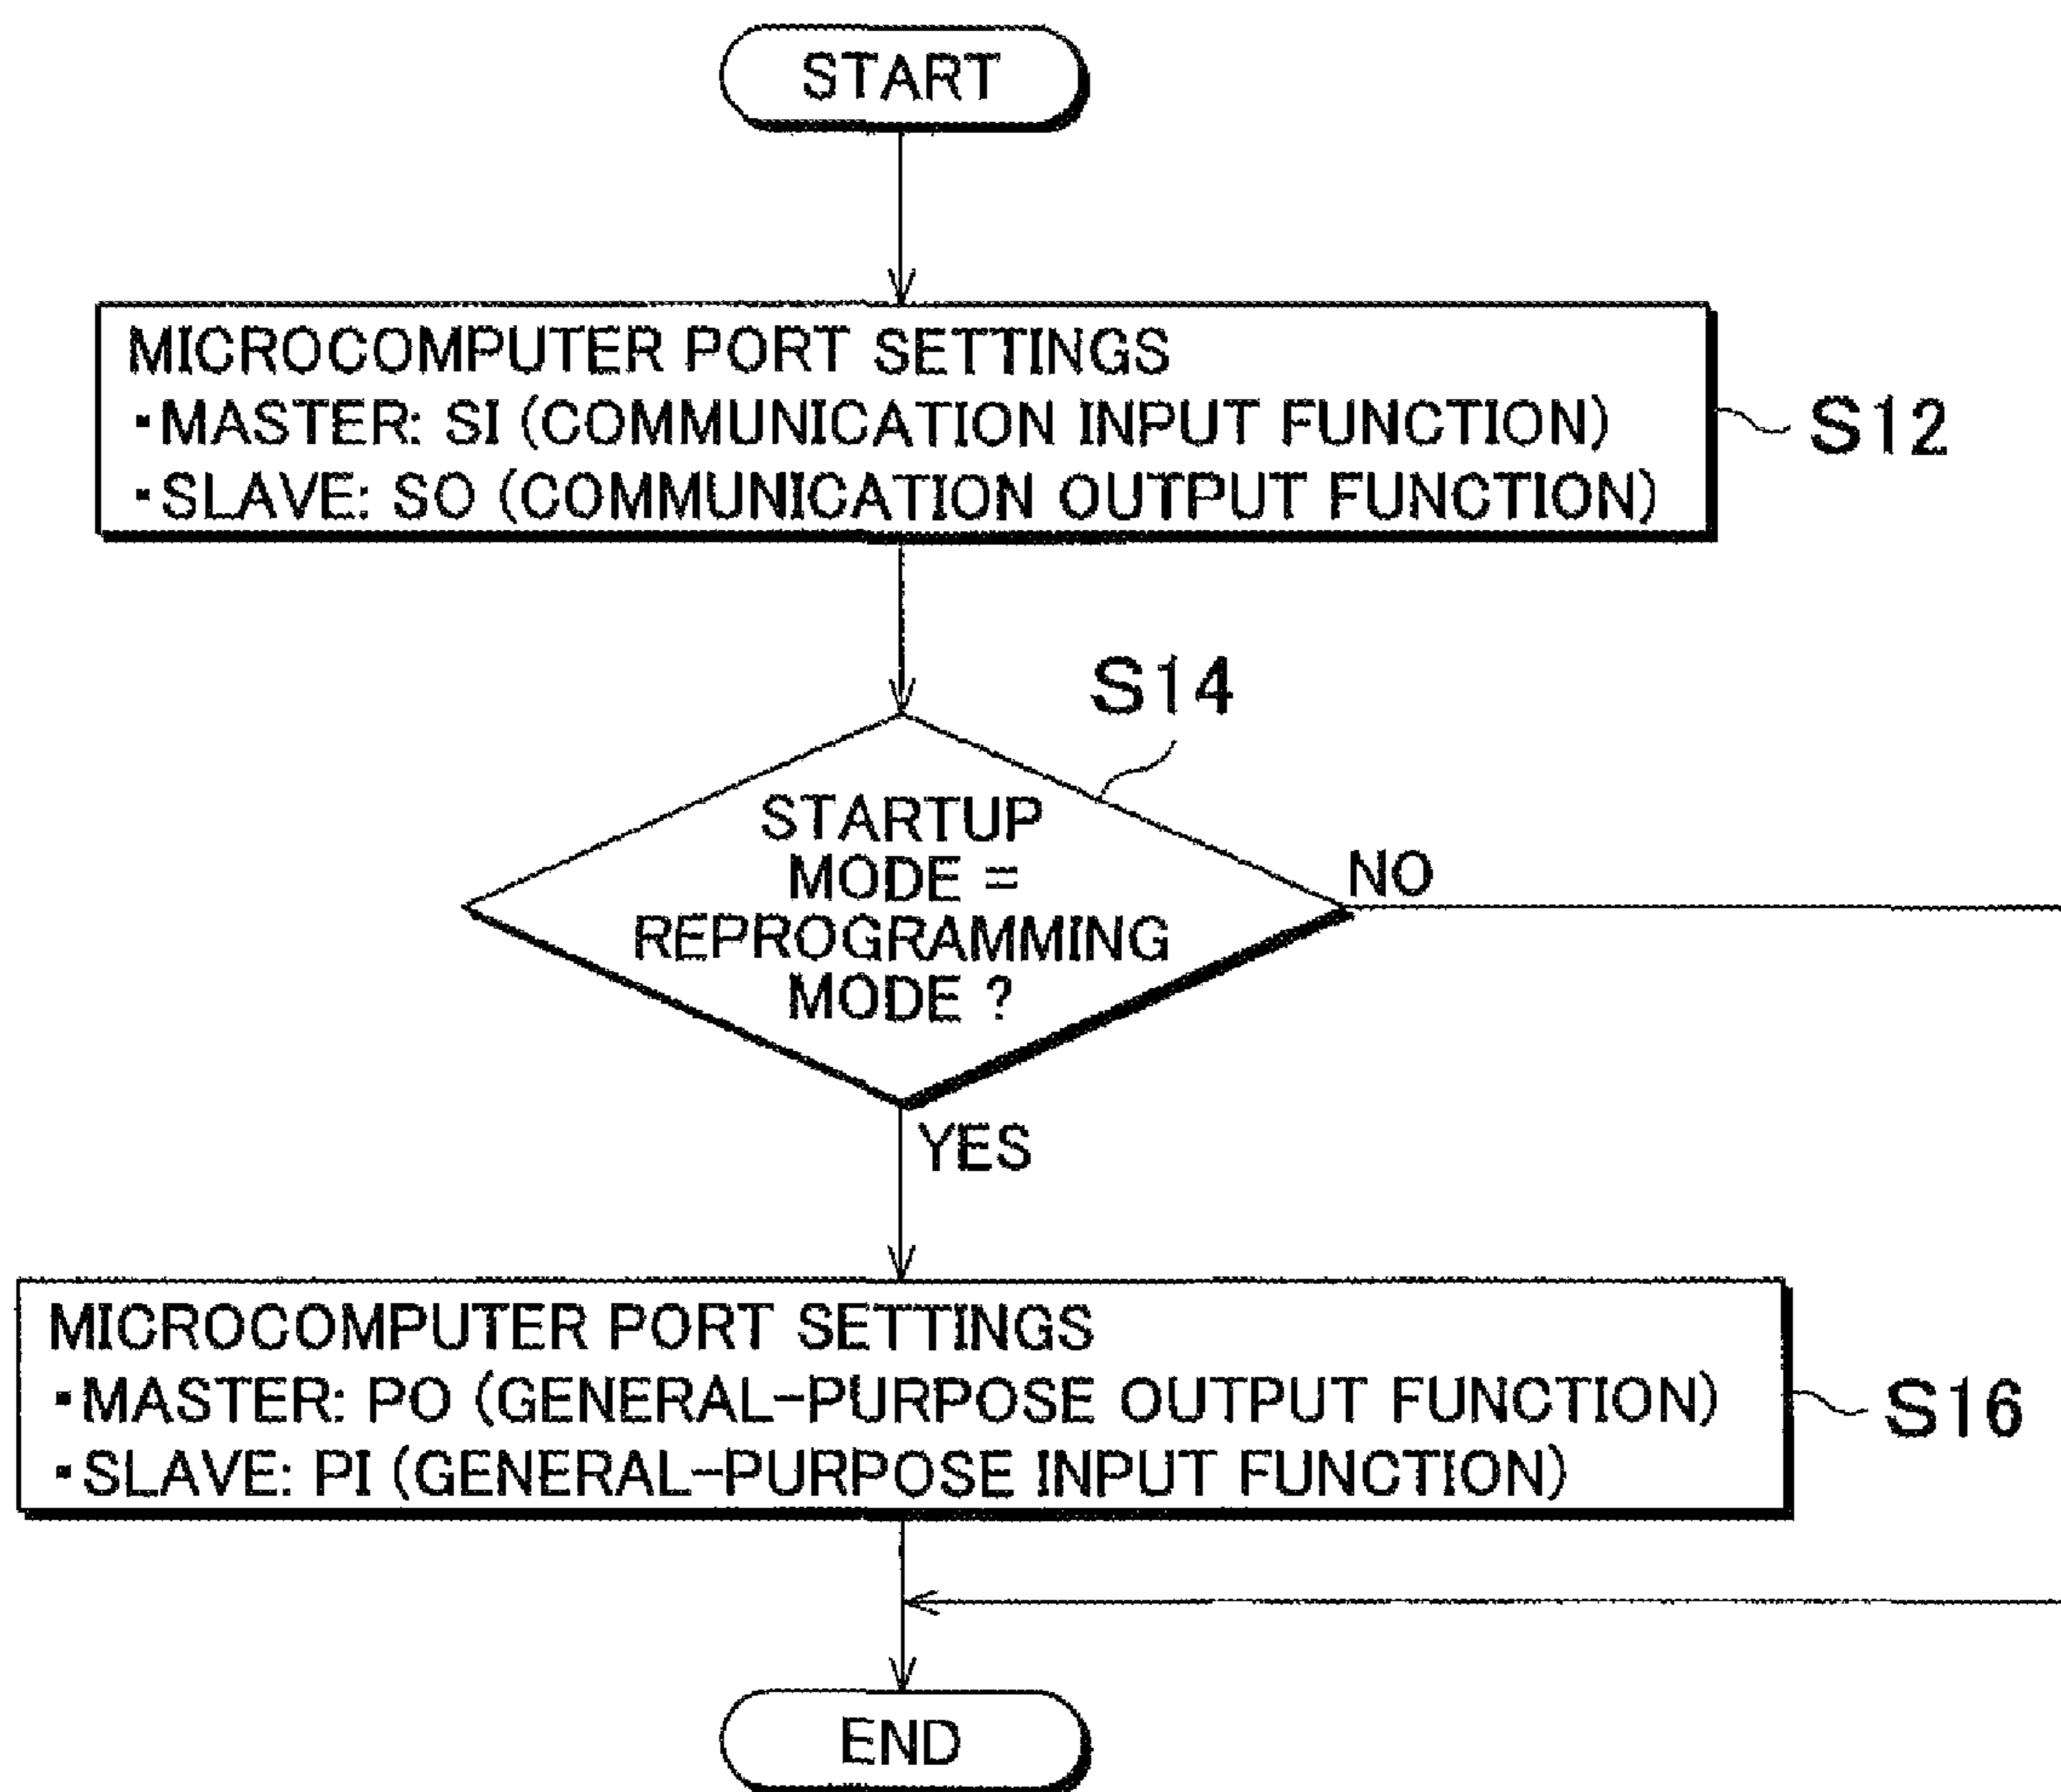 START
MICROCOMPUTER PORT SETTINGS
・MASTER: SI (COMMUNICATION INPUT FUNCTION)
・SLAVE: SO (COMMUNICATION OUTPUT FUNCTION)
S12
S14
STARTUP
MODE =
REPROGRAMMING
MODE ?
NO
YES
MICROCOMPUTER PORT SETTINGS
・MASTER: PO (GENERAL-PURPOSE OUTPUT FUNCTION)
・SLAVE: PI (GENERAL-PURPOSE INPUT FUNCTION)
S16
END